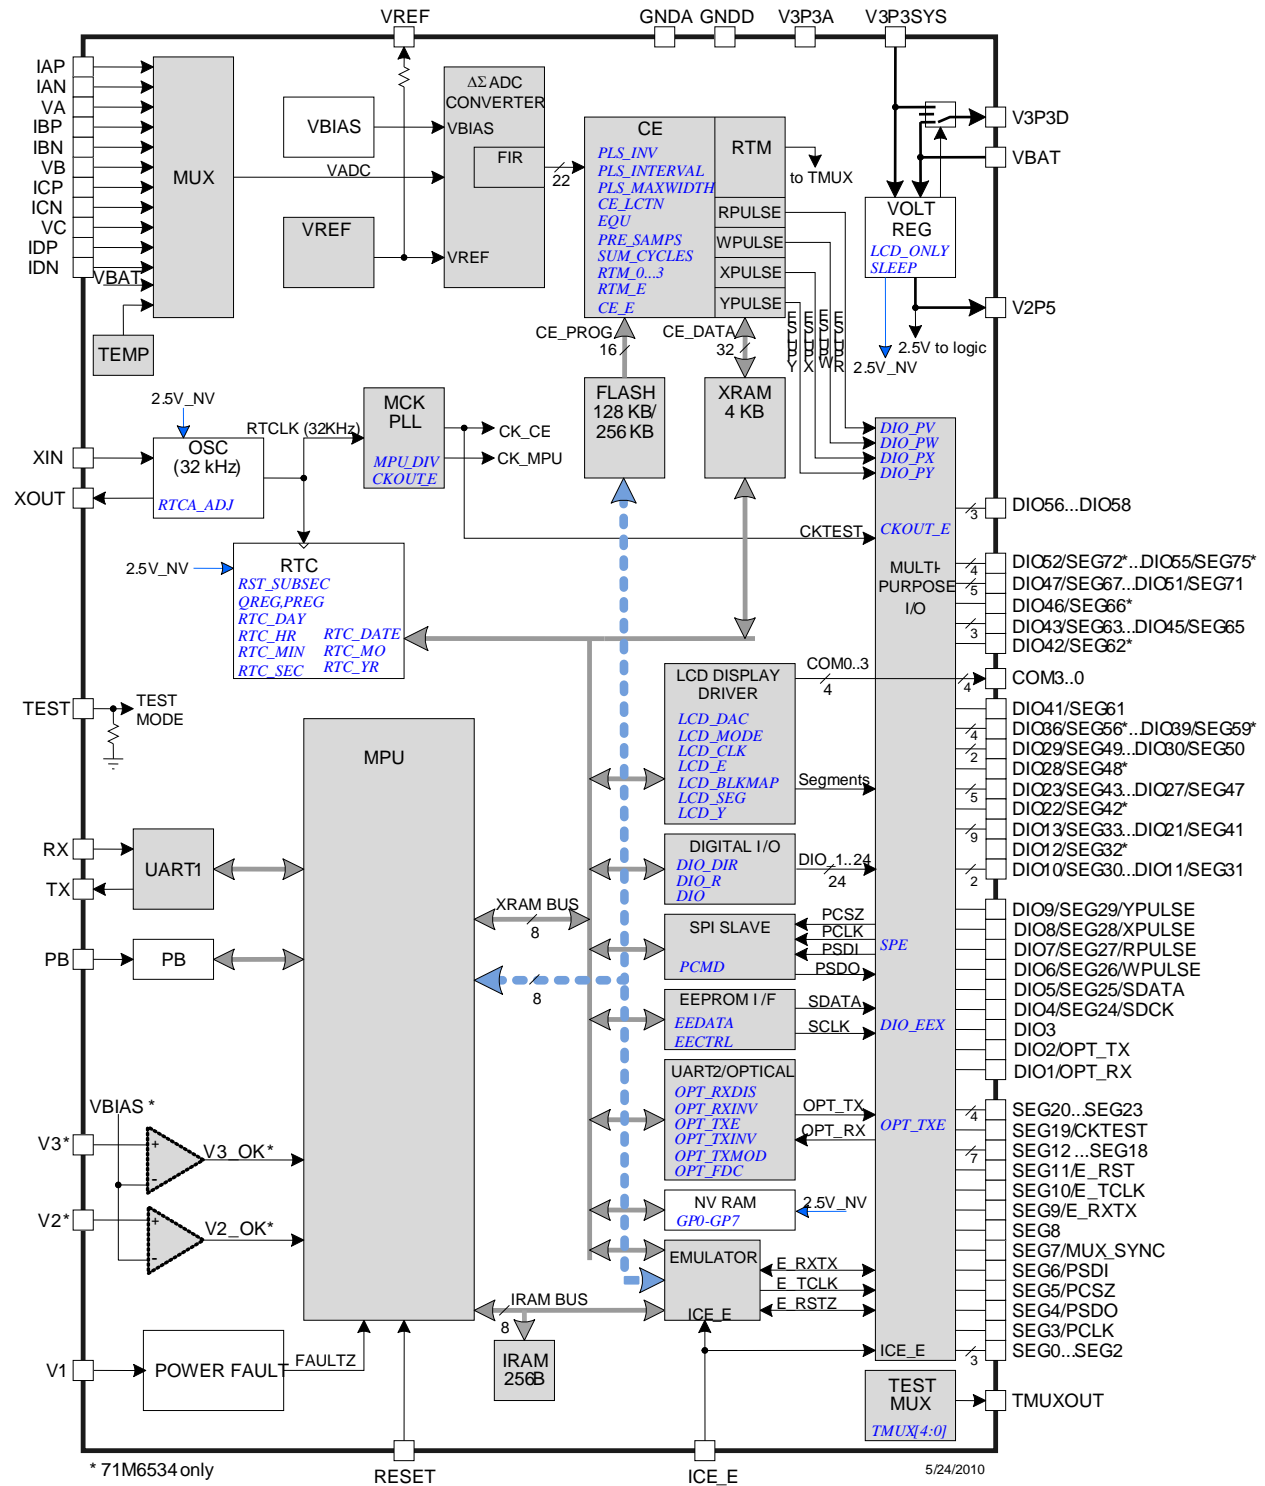 VREF
GNDA GNDD V3P3A V3P3SYS
IAP
IAN
VA
IBP
IBN
VB
ICP
ICN
VC
IDP
IDN
VBAT
MUX
TEMP
VBIAS
VADC
VREF
ΔΣ ADC
CONVERTER
VBIAS
FIR
VREF
22
CE
PLS_INV
PLS_INTERVAL
PLS_MAXWIDTH
CE_LCTN
EQU
PRE_SAMPS
SUM_CYCLES
RTM_0...3
RTM_E
CE_E
RTM
to TMUX
RPULSE
WPULSE
XPULSE
YPULSE
V3P3D
VBAT
VOLT
REG
LCD_ONLY
SLEEP
V2P5
2.5V to logic
2.5V_NV
CE_PROG
16
CE_DATA
32
FLASH
128 KB/
256 KB
XRAM
4 KB
2.5V_NV
RTCLK (32KHz)
MCK
PLL
MPU_DIV
CKOUT_E
CK_CE
CK_MPU
XIN
XOUT
OSC
(32 kHz)
RTCA_ADJ
DIO_PV
DIO_PW
DIO_PX
DIO_PY
CKTEST
CKOUT_E
MULTI-
PURPOSE
I/O
2.5V_NV
RTC
RST_SUBSEC
QREG,PREG
RTC_DAY
RTC_HR
RTC_MIN
RTC_SEC
RTC_DATE
RTC_MO
RTC_YR
DIO56...DIO58
3
DIO52/SEG72*...DIO55/SEG75*
4
DIO47/SEG67...DIO51/SEG71
5
DIO46/SEG66*
DIO43/SEG63...DIO45/SEG65
3
DIO42/SEG62*
COM3..0
4
TEST
TEST
MODE
MPU
LCD DISPLAY
DRIVER
LCD_DAC
LCD_MODE
LCD_CLK
LCD_E
LCD_BLKMAP
LCD_SEG
LCD_Y
COM0..3
4
Segments
DIO41/SEG61
DIO36/SEG56*...DIO39/SEG59*
4
DIO29/SEG49...DIO30/SEG50
2
DIO28/SEG48*
DIO23/SEG43...DIO27/SEG47
5
DIO22/SEG42*
DIO13/SEG33...DIO21/SEG41
9
DIO12/SEG32*
DIO10/SEG30...DIO11/SEG31
2
RX
TX
UART1
PB
PB
DIGITAL I/O
DIO_DIR
DIO_R
DIO
DIO_1..24
24
XRAM BUS
8
8
SPI SLAVE
PCMD
PCSZ
PCLK
PSDI
PSDO
SPE
EEPROM I/F
EEDATA
EECTRL
SDATA
SCLK
DIO_EEX
DIO9/SEG29/YPULSE
DIO8/SEG28/XPULSE
DIO7/SEG27/RPULSE
DIO6/SEG26/WPULSE
DIO5/SEG25/SDATA
DIO4/SEG24/SDCK
DIO3
DIO2/OPT_TX
DIO1/OPT_RX
UART2/OPTICAL
OPT_RXDIS
OPT_RXINV
OPT_TXE
OPT_TXINV
OPT_TXMOD
OPT_FDC
OPT_TX
OPT_RX
OPT_TXE
VBIAS *
V3*
+
-
V3_OK*
V2*
+
-
V2_OK*
NV RAM
GP0-GP7
2.5V_NV
EMULATOR
ICE_E
E_RXTX
E_TCLK
E_RSTZ
ICE_E
SEG20...SEG23
4
SEG19/CKTEST
SEG12 ...SEG18
7
SEG11/E_RST
SEG10/E_TCLK
SEG9/E_RXTX
SEG8
SEG7/MUX_SYNC
SEG6/PSDI
SEG5/PCSZ
SEG4/PSDO
SEG3/PCLK
SEG0...SEG2
3
IRAM BUS
8
IRAM
256B
V1
POWER FAULT
FAULTZ
TEST
MUX
TMUX[4:0]
TMUXOUT
* 71M6534 only
RESET
ICE_E
5/24/2010